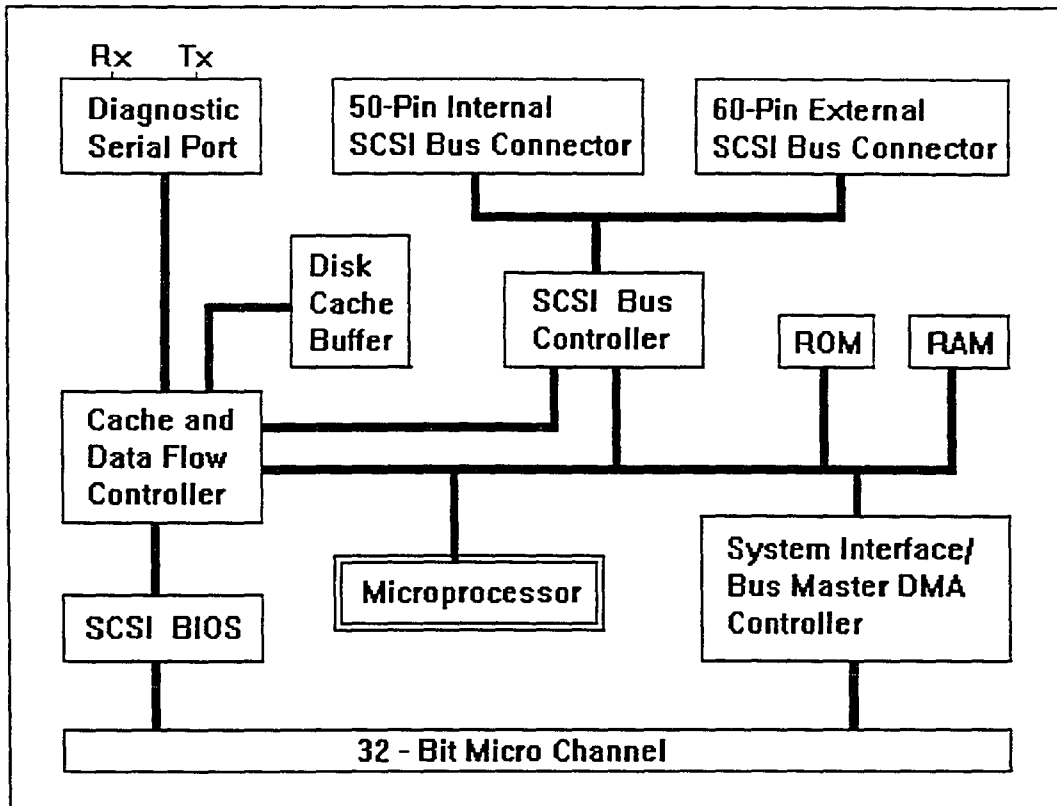 Rx Tx
Diagnostic
Serial Port
50-Pin Internal
SCSI Bus Connector
60-Pin External
SCSI Bus Connector
Disk
Cache
Buffer
SCSI Bus
Controller
ROM
RAM
Cache and
Data Flow
Controller
Microprocessor
System Interface/
Bus Master DMA
Controller
SCSI BIOS
32 - Bit Micro Channel